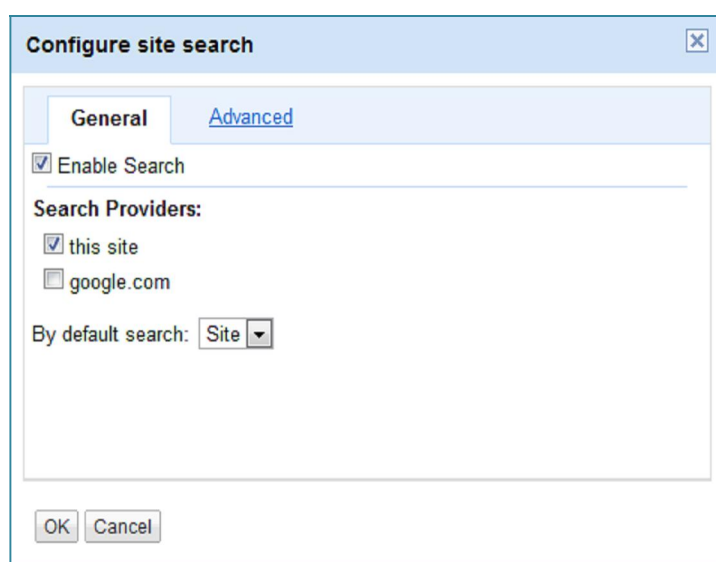 Configure site search
General Advanced
Enable Search
Search Providers:
this site
google.com
By default search: Site
OK Cancel